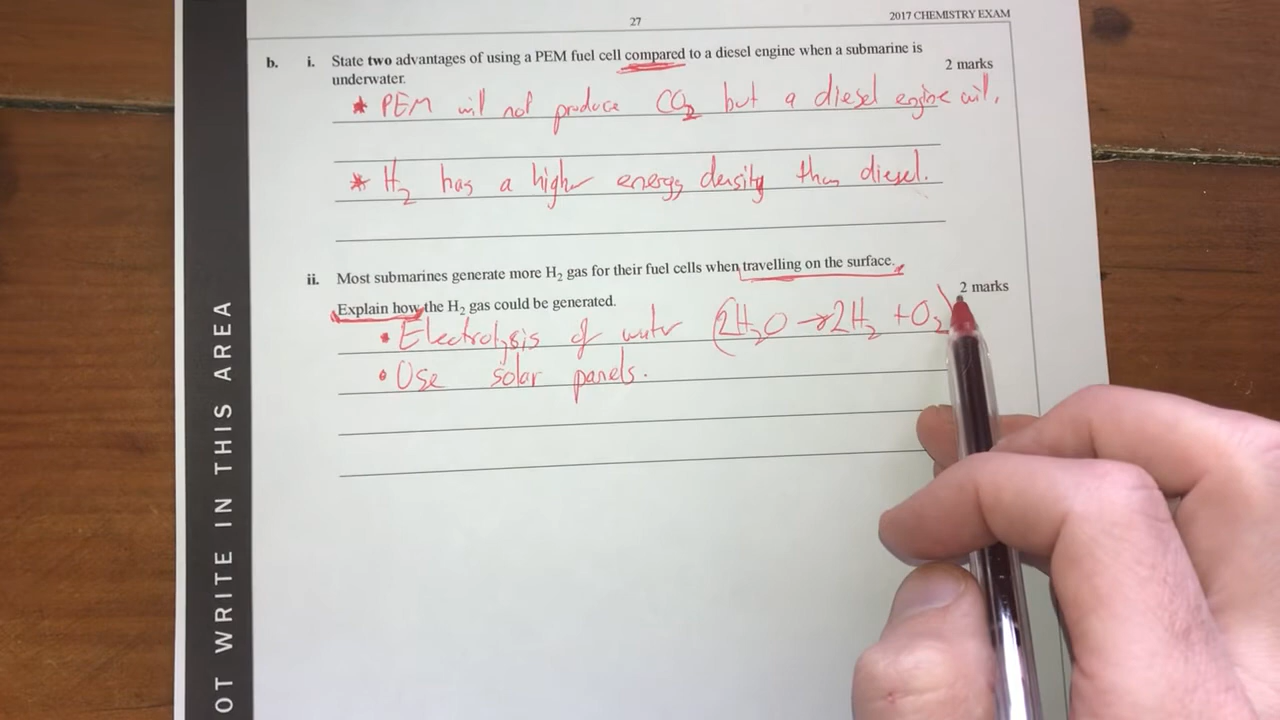 27
2017 CHEMISTRY EXAM
b. i. State two advantages of using a PEM fuel cell compared to a diesel engine when a submarine is
underwater.
2 marks
* PEM will not produce CO2 but a diesel engine will.
* H2 has a higher energy density than diesel.
ii. Most submarines generate more H2 gas for their fuel cells when travelling on the surface.
Explain how the H2 gas could be generated.
2 marks
• Electrolysis of water (2H2O → 2H2 + O2)
• Use solar panels.
OT WRITE IN THIS AREA